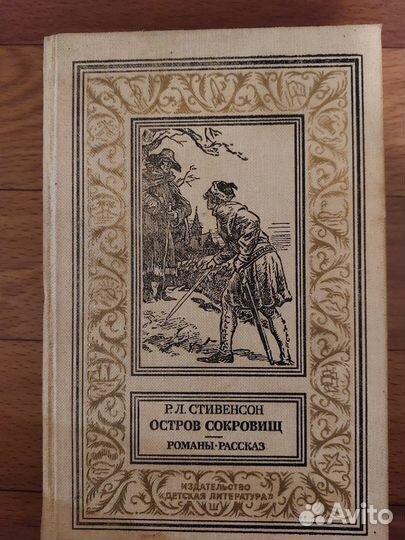 Р. Л. СТИВЕНСОН
ОСТРОВ СОКРОВИЩ
РОМАНЫ·РАССКАЗ
ИЗДАТЕЛЬСТВО
"ДЕТСКАЯ ЛИТЕРАТУРА"
Avito